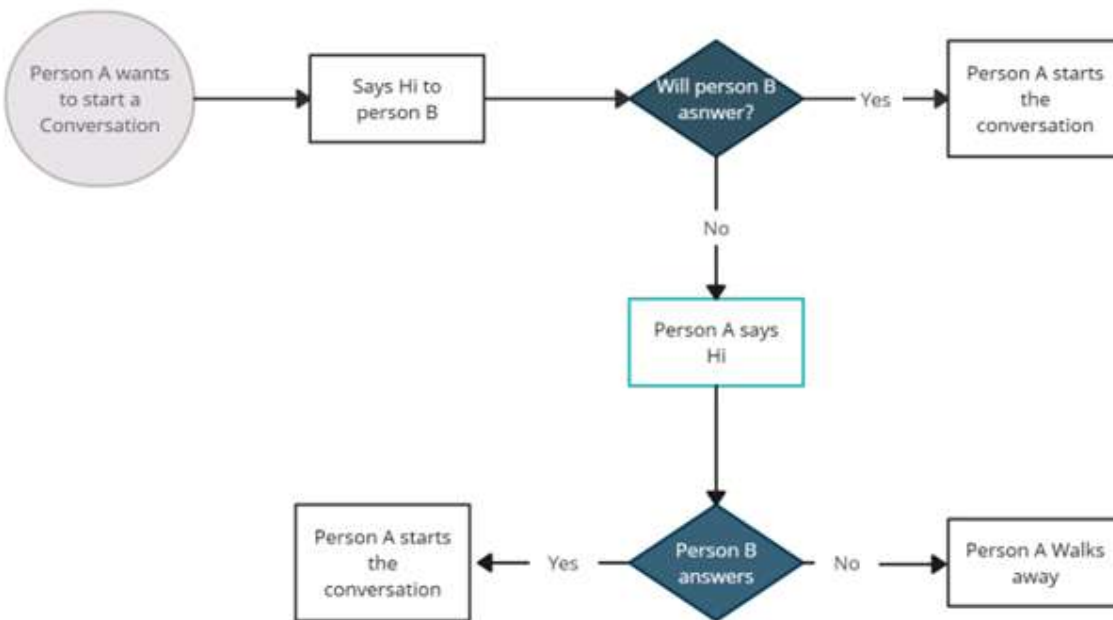 Person A wants
to start a
Conversation
Says Hi to
person B
Will person B
asnwer?
Yes
Person A starts
the
conversation
No
Person A says
Hi
Person B
answers
Yes
Person A starts
the
conversation
No
Person A Walks
away